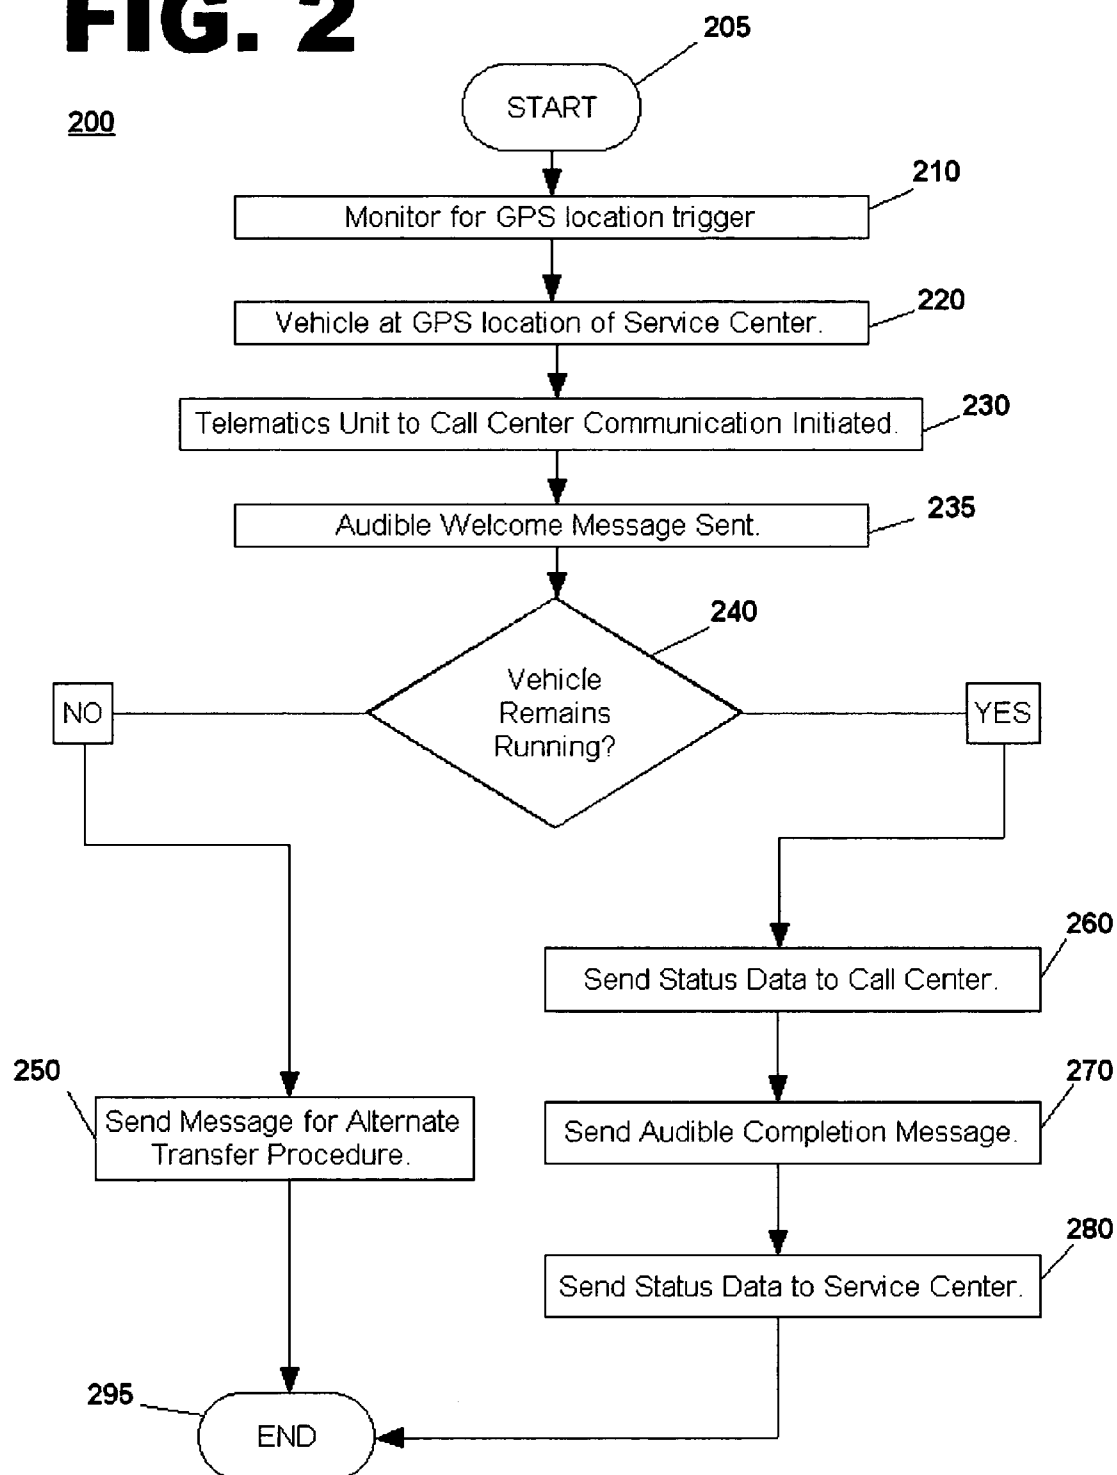 FIG. 2
205
200
START
210
Monitor for GPS location trigger
220
Vehicle at GPS location of Service Center.
230
Telematics Unit to Call Center Communication Initiated.
235
Audible Welcome Message Sent.
240
Vehicle
Remains
Running?
NO
YES
260
Send Status Data to Call Center.
250
270
Send Message for Alternate
Transfer Procedure.
Send Audible Completion Message.
280
Send Status Data to Service Center.
295
END